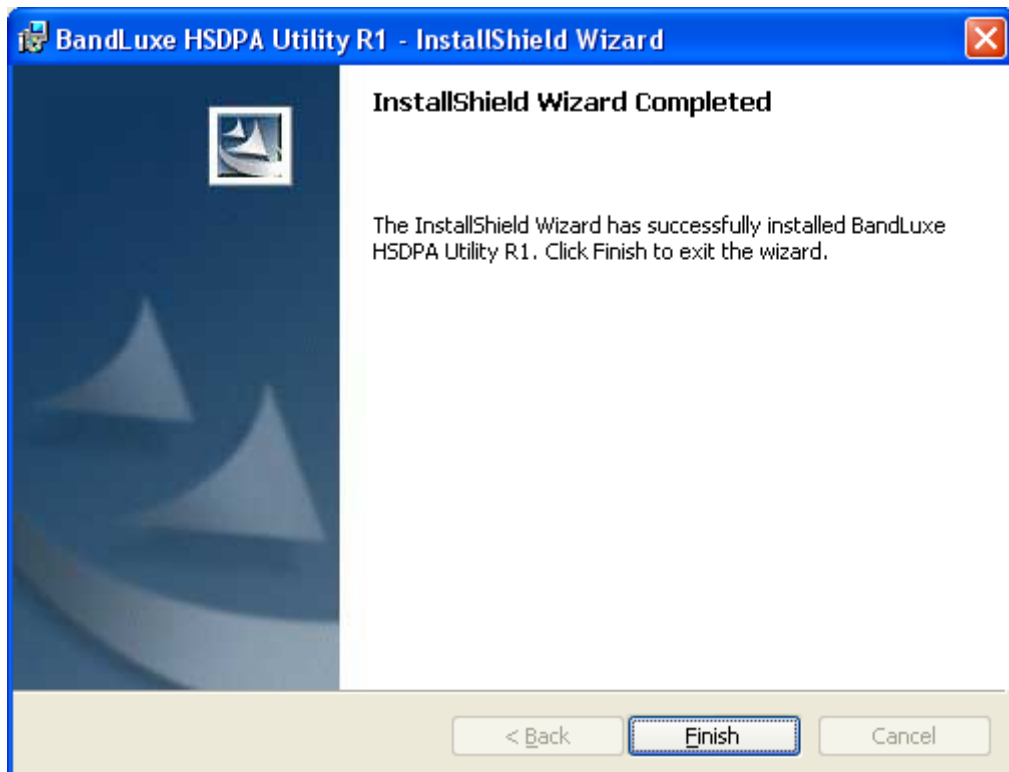 BandLuxe HSDPA Utility R1 - InstallShield Wizard
InstallShield Wizard Completed
The InstallShield Wizard has successfully installed BandLuxe
HSDPA Utility R1. Click Finish to exit the wizard.
< Back
Finish
Cancel